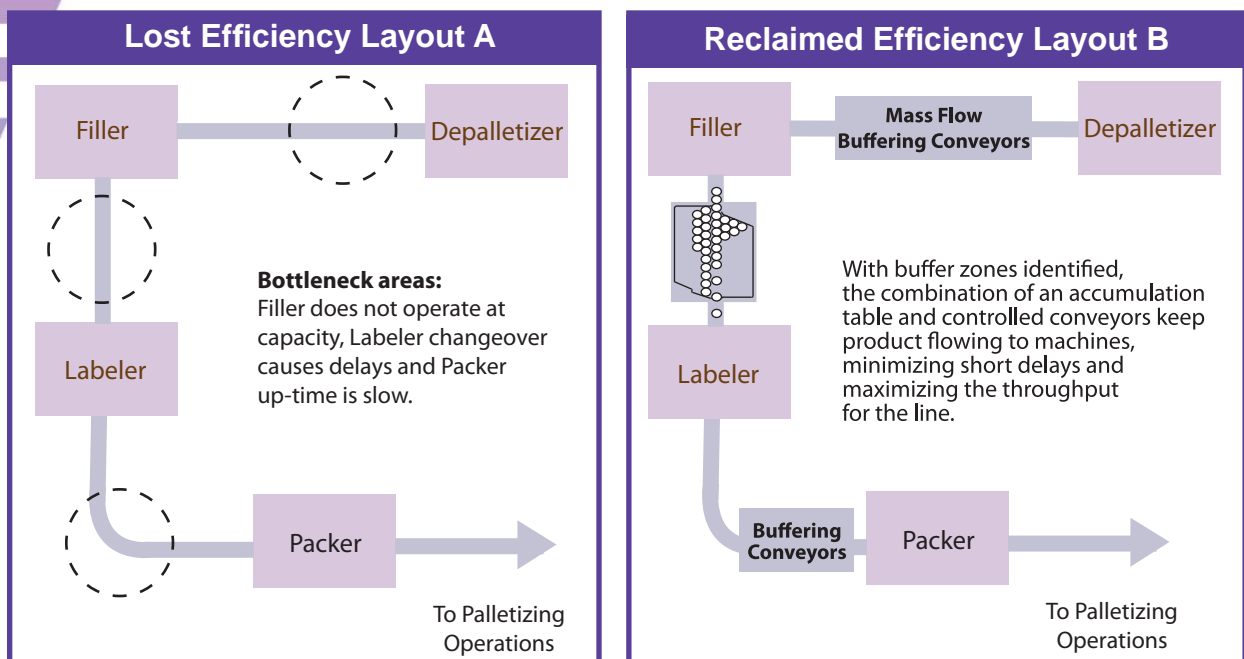 Lost Efficiency Layout A
Filler
Depalletizer
Bottleneck areas:
Filler does not operate at
capacity, Labeler changeover
causes delays and Packer
up-time is slow.
Labeler
Packer
To Palletizing
Operations
Reclaimed Efficiency Layout B
Filler
Mass Flow
Buffering Conveyors
Depalletizer
With buffer zones identified,
the combination of an accumulation
table and controlled conveyors keep
product flowing to machines,
minimizing short delays and
maximizing the throughput
for the line.
Labeler
Buffering
Conveyors
Packer
To Palletizing
Operations